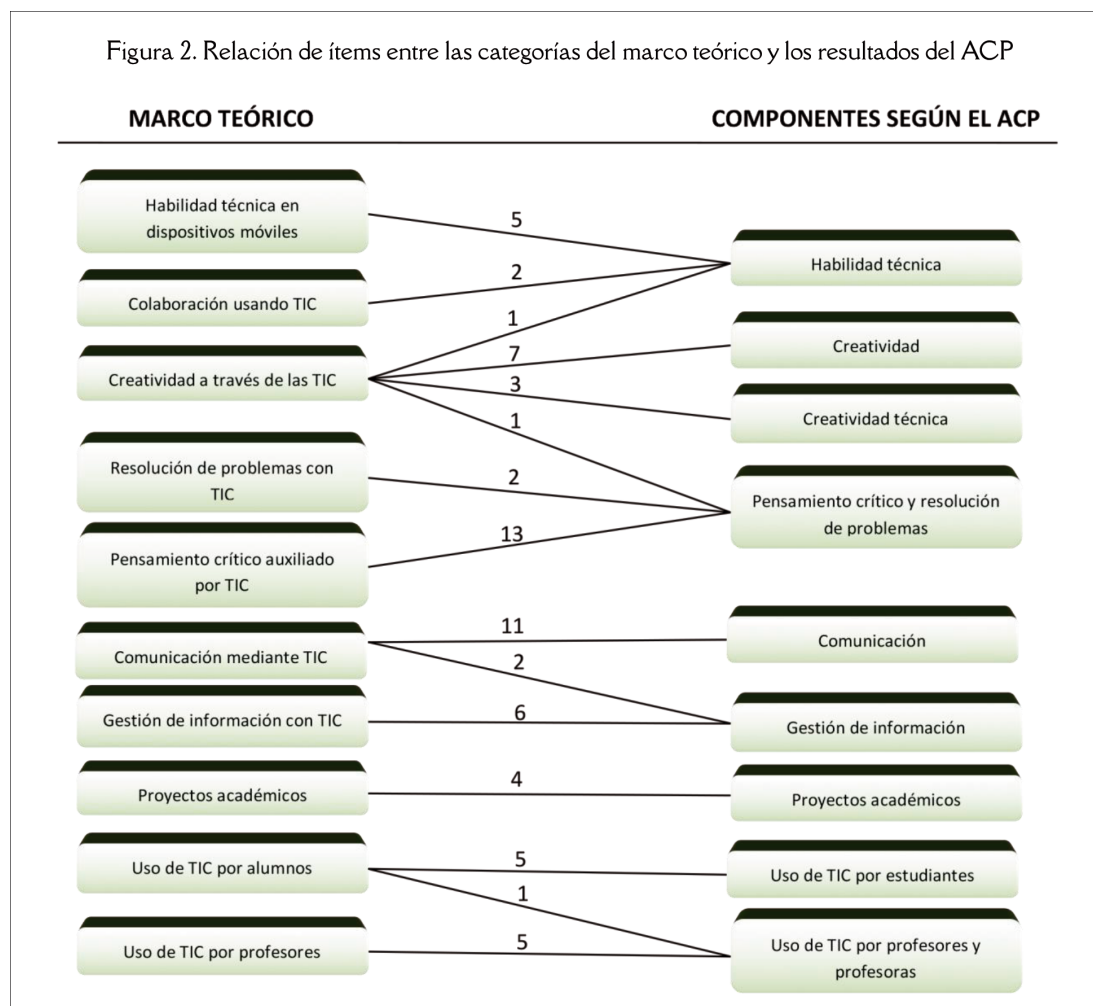 Figura 2. Relación de ítems entre las categorías del marco teórico y los resultados del ACP
MARCO TEÓRICO
COMPONENTES SEGÚN EL ACP
Habilidad técnica en
dispositivos móviles
5
Habilidad técnica
Colaboración usando TIC
2
Creatividad a través de las TIC
1
7
Creatividad
3
Creatividad técnica
1
Resolución de problemas con
TIC
2
Pensamiento crítico y resolución
de problemas
Pensamiento crítico auxiliado
por TIC
13
Comunicación mediante TIC
11
Comunicación
2
Gestión de información con TIC
6
Gestión de información
Proyectos académicos
4
Proyectos académicos
Uso de TIC por alumnos
5
Uso de TIC por estudiantes
1
Uso de TIC por profesores
5
Uso de TIC por profesores y
profesoras